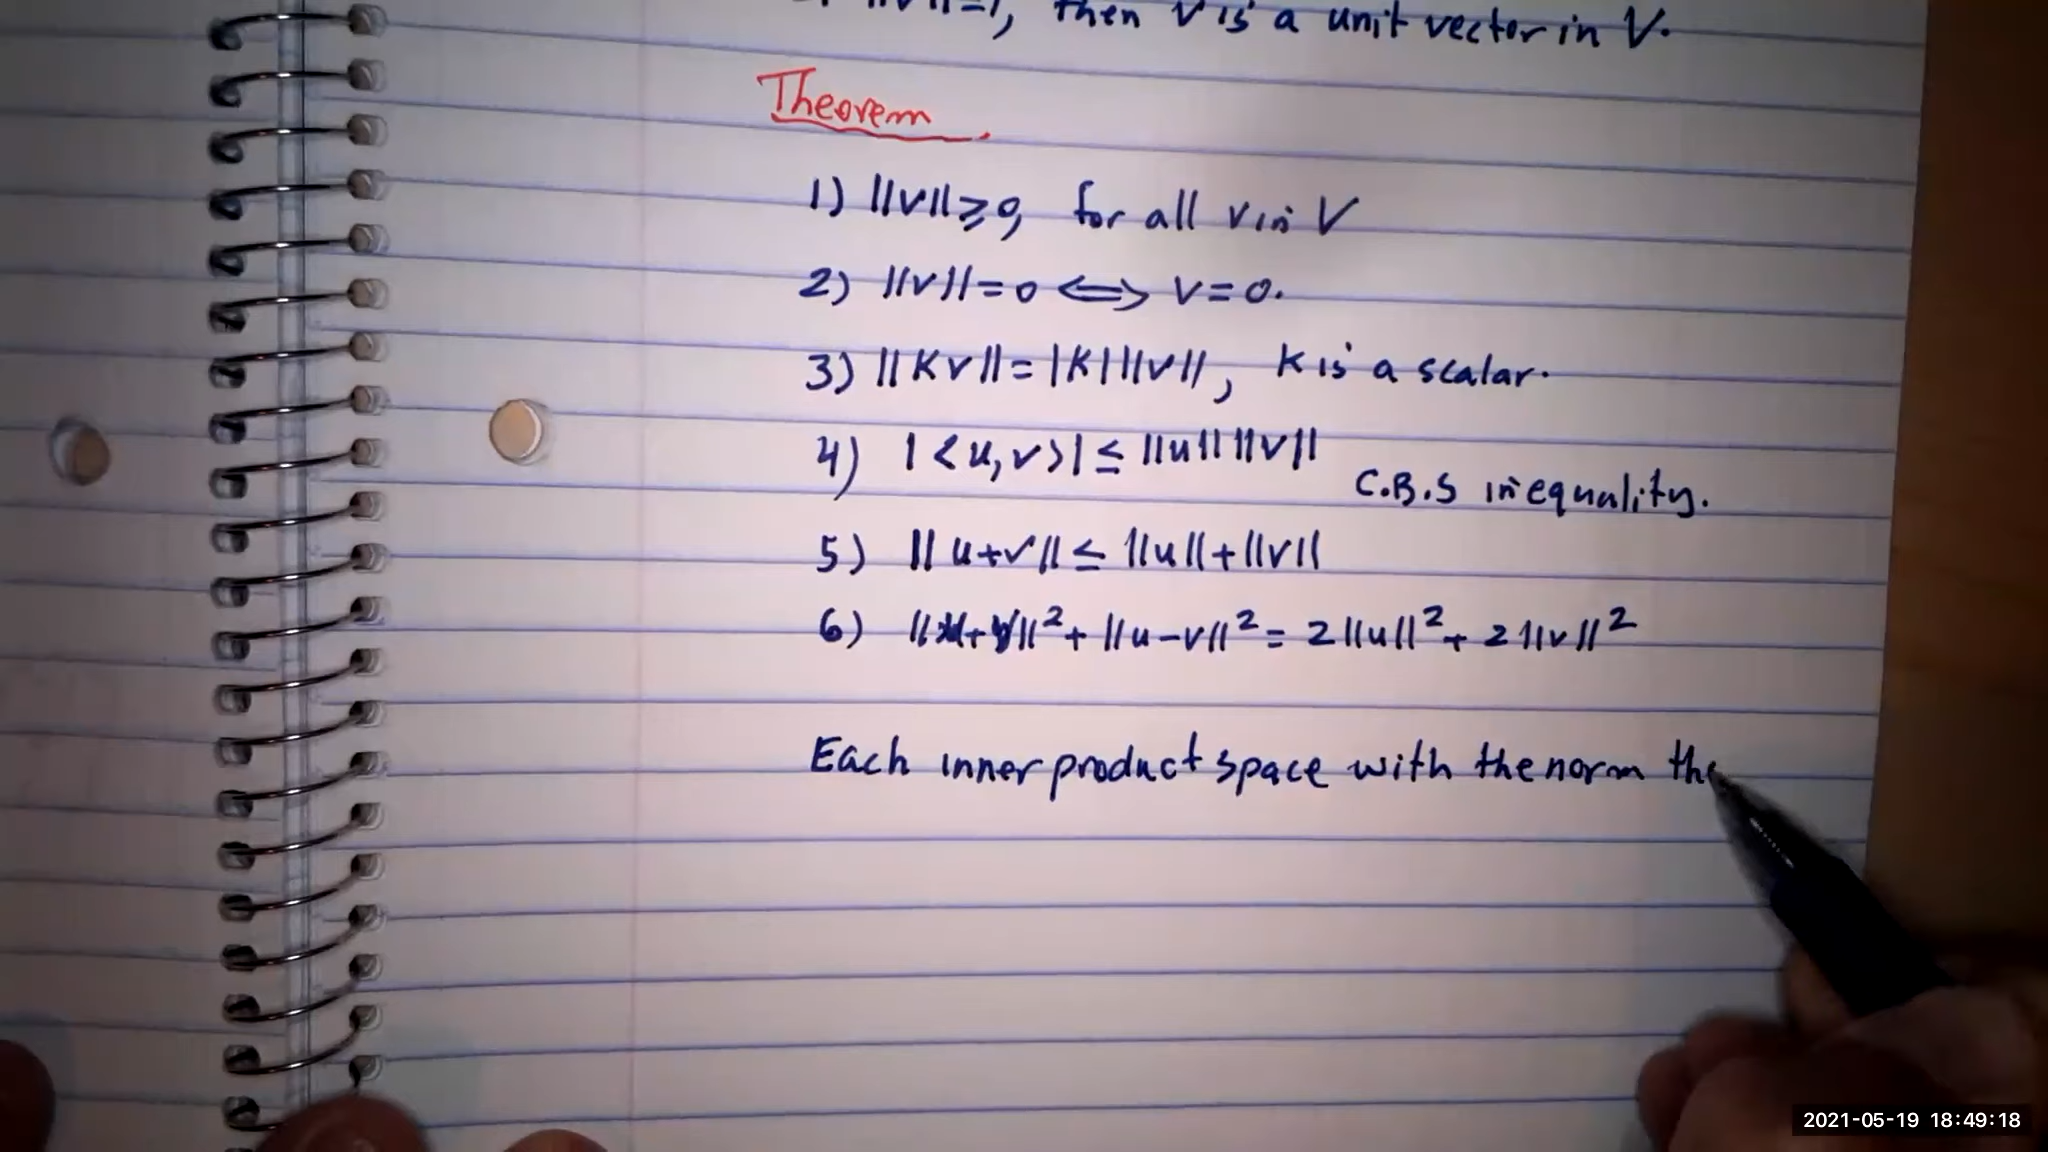 ‖v‖=1, then v is a unit vector in V.
Theorem
1) ‖v‖≥0, for all v in V
2) ‖v‖=0 ⟺ v=0.
3) ‖Kv‖=|K|‖v‖, K is a scalar.
4) |<u,v>|≤‖u‖‖v‖ C.B.S inequality.
5) ‖u+v‖≤‖u‖+‖v‖
6) ‖u+v‖²+‖u-v‖²=2‖u‖²+2‖v‖²
Each inner product space with the norm the
2021-05-19 18:49:18